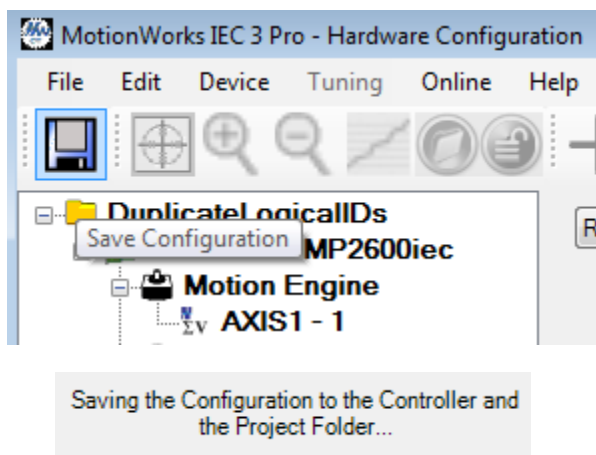 MotionWorks IEC 3 Pro - Hardware Configuration
File Edit Device Tuning Online Help
DuplicateLogicalIDs
R
Save Configuration
MP2600iec
Motion Engine
ΣV AXIS1 - 1
Saving the Configuration to the Controller and
the Project Folder...